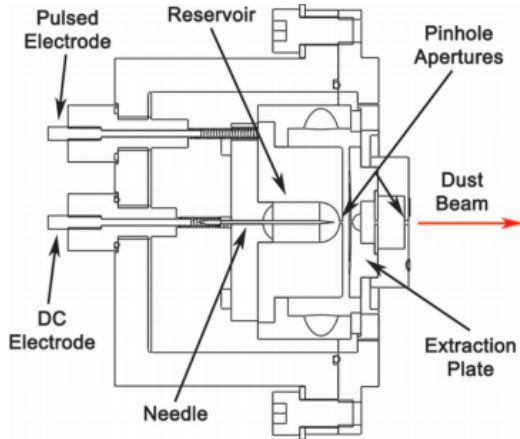 Pulsed
Electrode
Reservoir
Pinhole
Apertures
Dust
Beam
DC
Electrode
Needle
Extraction
Plate